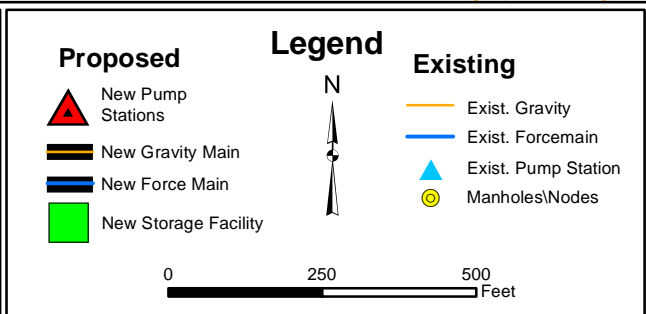 Legend
Proposed
New Pump
Stations
New Gravity Main
New Force Main
New Storage Facility
N
Existing
Exist. Gravity
Exist. Forcemain
Exist. Pump Station
Manholes\Nodes
0 250 500
Feet